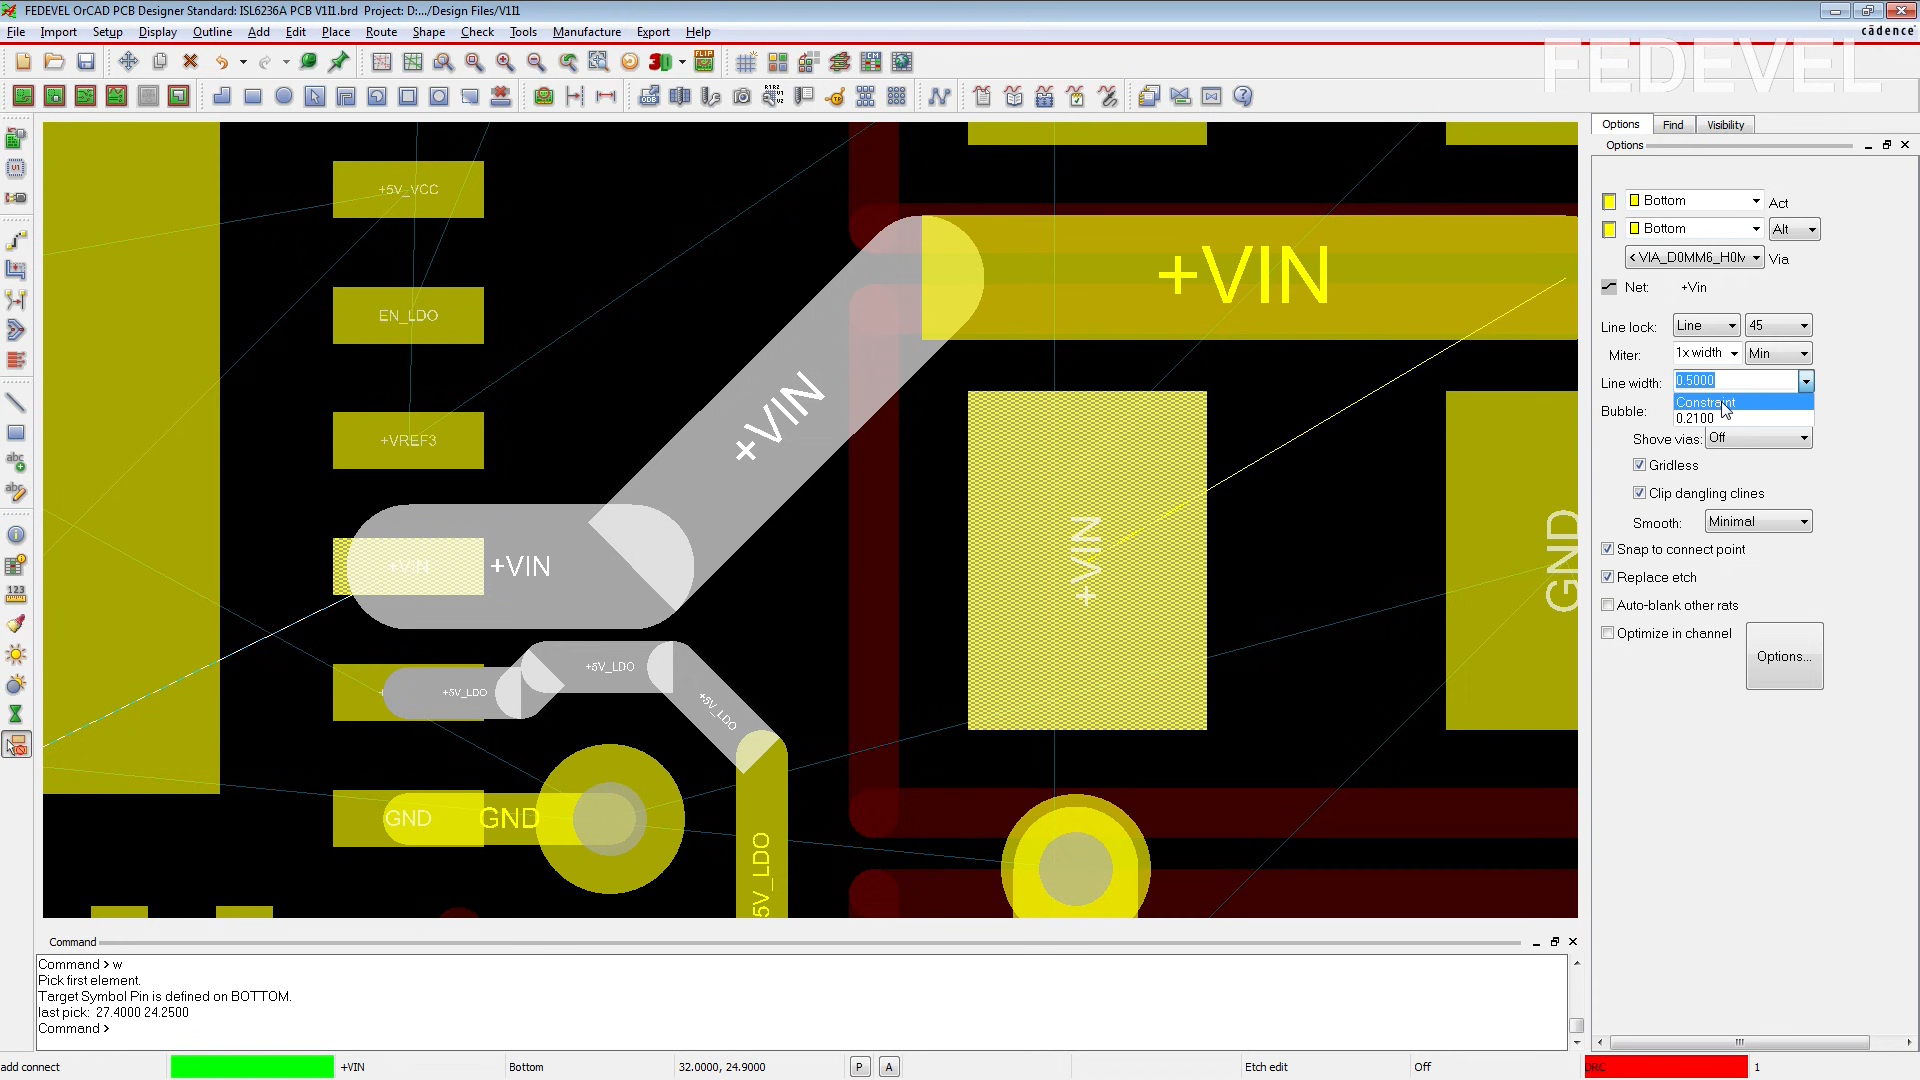 FEDEVEL OrCAD PCB Designer Standard: ISL6236A PCB V1I1.brd  Project: D:.../Design Files/V1I1
File Import Setup Display Outline Add Edit Place Route Shape Check Tools Manufacture Export Help
cādence
FEDEVEL
Options Find Visibility
Options
Bottom Act
Bottom Alt
< VIA_D0MM6_H0M Via
Net: +Vin
Line lock: Line 45
Miter: 1x width Min
Line width: 0.5000
Constraint
Bubble: 0.2100
Shove vias: Off
Gridless
Clip dangling clines
Smooth: Minimal
Snap to connect point
Replace etch
Auto-blank other rats
Optimize in channel
Options...
+5V_VCC
EN_LDO
+VREF3
+VIN
+VIN
+VIN
+VIN
+VIN
GND
+5V_LDO
+5V_LDO
+5V_LDO
5V_LDO
GND
GND
Command
Command > w
Pick first element.
Target Symbol Pin is defined on BOTTOM.
last pick:  27.4000 24.2500
Command >
add connect +VIN Bottom 32.0000, 24.9000 P A Etch edit Off DRC 1